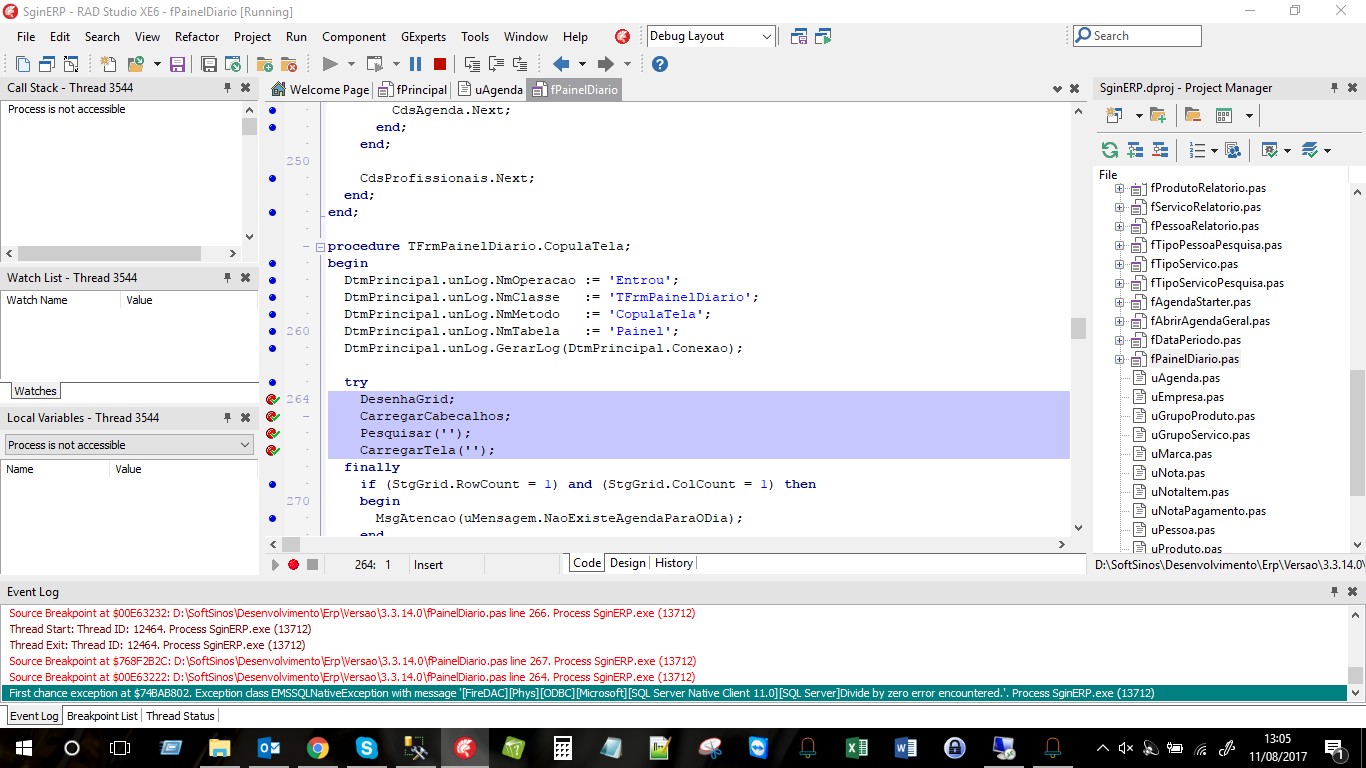 SginERP - RAD Studio XE6 - fPainelDiario [Running]
File Edit Search View Refactor Project Run Component GExperts Tools Window Help
Debug Layout
Search
Call Stack - Thread 3544
Process is not accessible
Watch List - Thread 3544
Watch Name Value
Watches
Local Variables - Thread 3544
Process is not accessible
Name Value
Welcome Page fPrincipal uAgenda fPainelDiario
CdsAgenda.Next;
end;
end;
250
CdsProfissionais.Next;
end;
end;
procedure TFrmPainelDiario.CopulaTela;
begin
DtmPrincipal.unLog.NmOperacao := 'Entrou';
DtmPrincipal.unLog.NmClasse := 'TFrmPainelDiario';
DtmPrincipal.unLog.NmMetodo := 'CopulaTela';
260 DtmPrincipal.unLog.NmTabela := 'Painel';
DtmPrincipal.unLog.GerarLog(DtmPrincipal.Conexao);
try
264 DesenhaGrid;
CarregarCabecalhos;
Pesquisar('');
CarregarTela('');
finally
if (StgGrid.RowCount = 1) and (StgGrid.ColCount = 1) then
270 begin
MsgAtencao(uMensagem.NaoExisteAgendaParaODia);
end
264: 1 Insert
Code Design History
SginERP.dproj - Project Manager
File
fProdutoRelatorio.pas
fServicoRelatorio.pas
fPessoaRelatorio.pas
fTipoPessoaPesquisa.pas
fTipoServico.pas
fTipoServicoPesquisa.pas
fAgendaStarter.pas
fAbrirAgendaGeral.pas
fDataPeriodo.pas
fPainelDiario.pas
uAgenda.pas
uEmpresa.pas
uGrupoProduto.pas
uGrupoServico.pas
uMarca.pas
uNota.pas
uNotaItem.pas
uNotaPagamento.pas
uPessoa.pas
uProduto.pas
D:\SoftSinos\Desenvolvimento\Erp\Versao\3.3.14.0\
Event Log
Source Breakpoint at $00E63232: D:\SoftSinos\Desenvolvimento\Erp\Versao\3.3.14.0\fPainelDiario.pas line 266. Process SginERP.exe (13712)
Thread Start: Thread ID: 12464. Process SginERP.exe (13712)
Thread Exit: Thread ID: 12464. Process SginERP.exe (13712)
Source Breakpoint at $768F2B2C: D:\SoftSinos\Desenvolvimento\Erp\Versao\3.3.14.0\fPainelDiario.pas line 267. Process SginERP.exe (13712)
Source Breakpoint at $00E63222: D:\SoftSinos\Desenvolvimento\Erp\Versao\3.3.14.0\fPainelDiario.pas line 264. Process SginERP.exe (13712)
First chance exception at $74BAB802. Exception class EMSSQLNativeException with message '[FireDAC][Phys][ODBC][Microsoft][SQL Server Native Client 11.0][SQL Server]Divide by zero error encountered.'. Process SginERP.exe (13712)
Event Log Breakpoint List Thread Status
13:05
11/08/2017
1